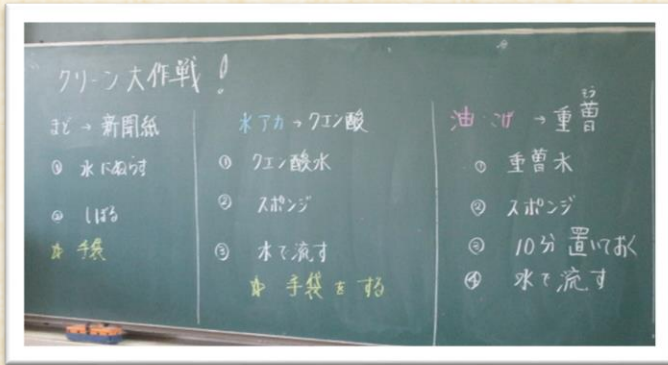 クリーン大作戦!
まど→新聞紙
① 水にぬらす
② しぼる
☆ 手袋
水アカ→クエン酸
① クエン酸水
② スポンジ
③ 水で流す
☆ 手袋をする
油 こげ→重曹
そう
① 重曹水
② スポンジ
③ 10分置いておく
④ 水で流す